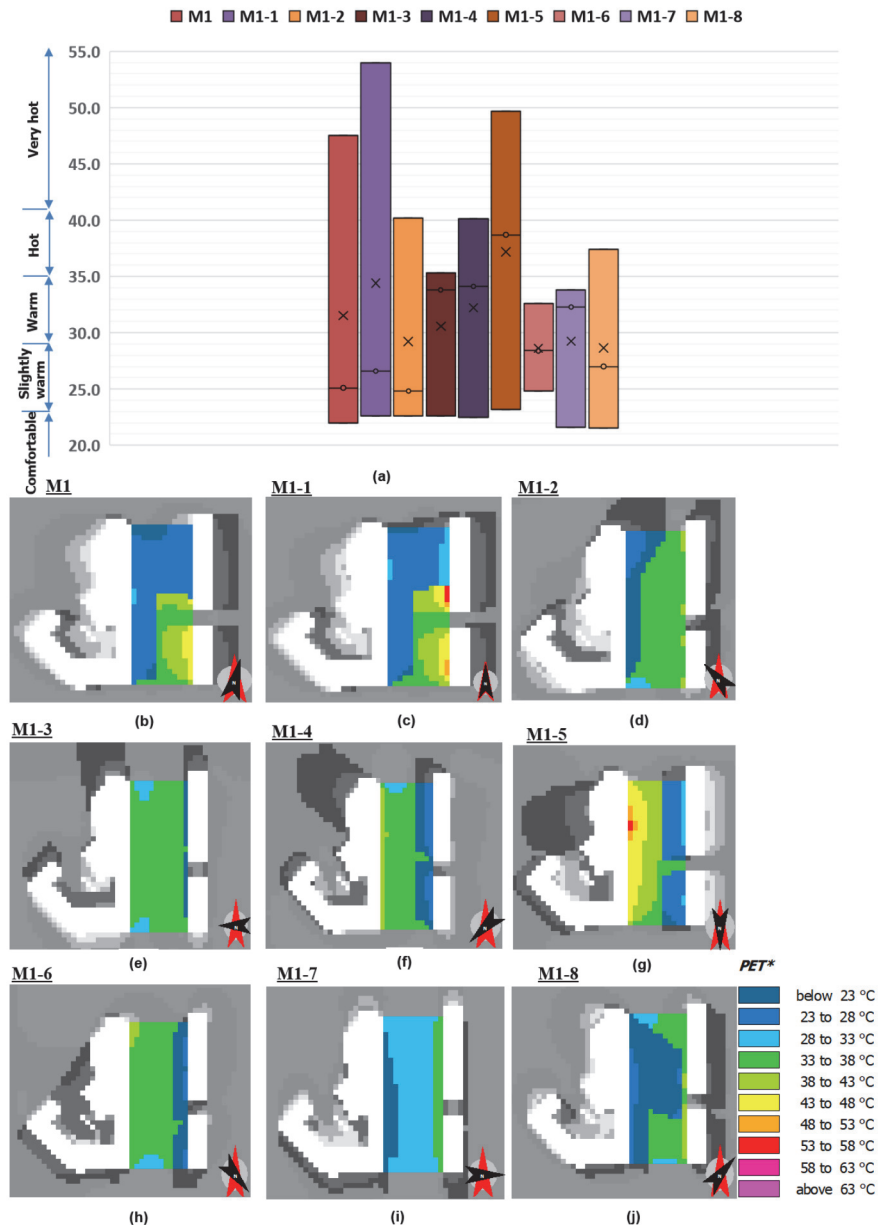 M1 M1-1 M1-2 M1-3 M1-4 M1-5 M1-6 M1-7 M1-8
55.0
50.0
45.0
40.0
35.0
30.0
25.0
20.0
Very hot
Hot
Warm
Slightly
warm
Comfortable
(a)
M1
M1-1
M1-2
N
N
N
(b)
(c)
(d)
M1-3
M1-4
M1-5
N
N
N
(e)
(f)
(g)
M1-6
M1-7
M1-8
N
N
N
(h)
(i)
(j)
PET*
below 23 °C
23 to 28 °C
28 to 33 °C
33 to 38 °C
38 to 43 °C
43 to 48 °C
48 to 53 °C
53 to 58 °C
58 to 63 °C
above 63 °C